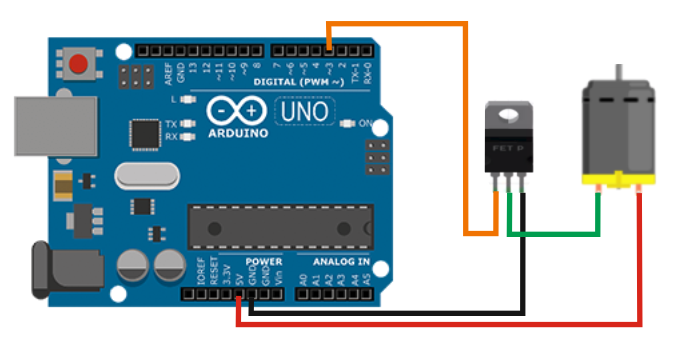 AREF
GND
13
12
~11
~10
~9
8
7
~6
~5
4
~3
2
TX-1
RX-0
DIGITAL (PWM ~)
L
TX
RX
ARDUINO
UNO
ON
FET P
POWER
ANALOG IN
IOREF
RESET
3.3V
5V
GND
GND
Vin
A0
A1
A2
A3
A4
A5